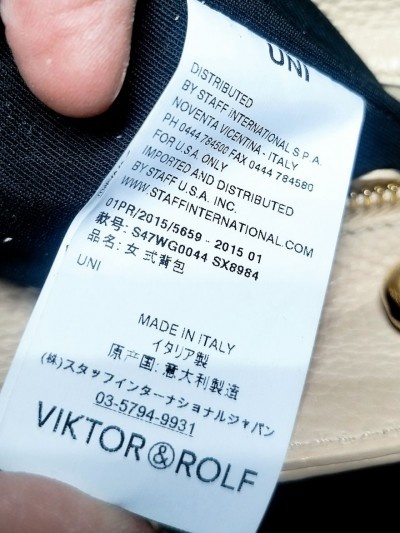 UNI
DISTRIBUTED
BY STAFF INTERNATIONAL S.P.A.
NOVENTA VICENTINA - ITALY
PH 0444 784500 FAX 0444 784580
FOR U.S.A. ONLY
IMPORTED AND DISTRIBUTED
BY STAFF U.S.A. INC.
WWW.STAFFINTERNATIONAL.COM
01PR/2015/5659 - 2015 01
款号: S47WG0044 SX8984
品名: 女式背包
UNI
MADE IN ITALY
イタリア製
原产国: 意大利製造
(株)スタッフインターナショナルジャパン
03-5794-9931
VIKTOR&ROLF